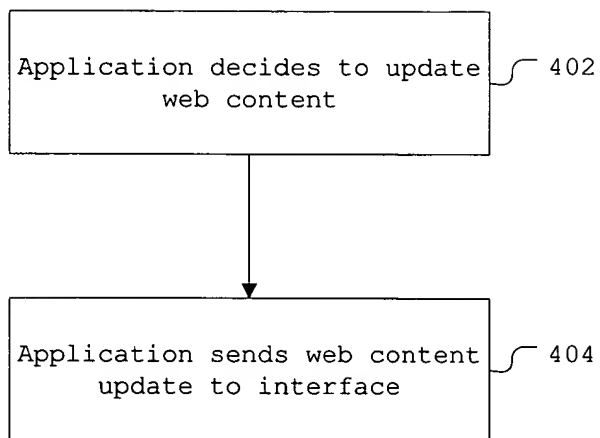 Application decides to update
web content
402
Application sends web content
update to interface
404